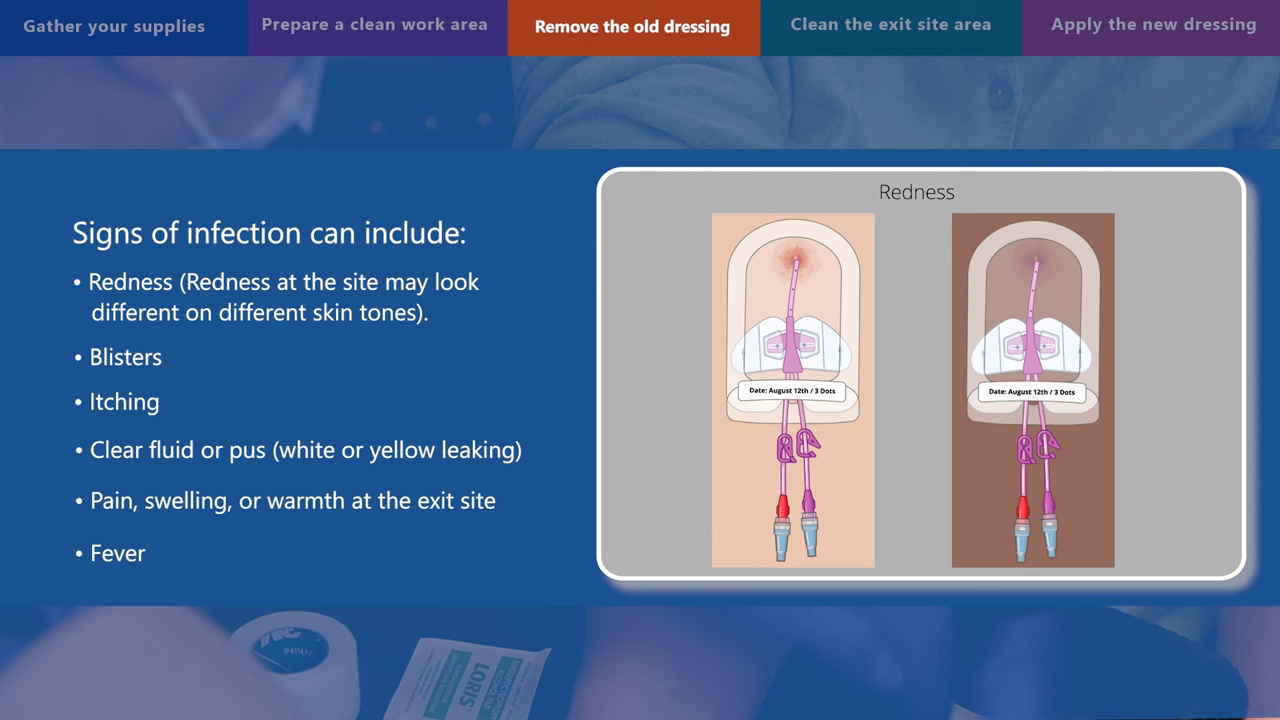 Gather your supplies
Prepare a clean work area
Remove the old dressing
Clean the exit site area
Apply the new dressing
Redness
Signs of infection can include:
• Redness (Redness at the site may look
different on different skin tones).
• Blisters
• Itching
• Clear fluid or pus (white or yellow leaking)
• Pain, swelling, or warmth at the exit site
• Fever
Date: August 12th / 3 Dots
Date: August 12th / 3 Dots
White
LORIS